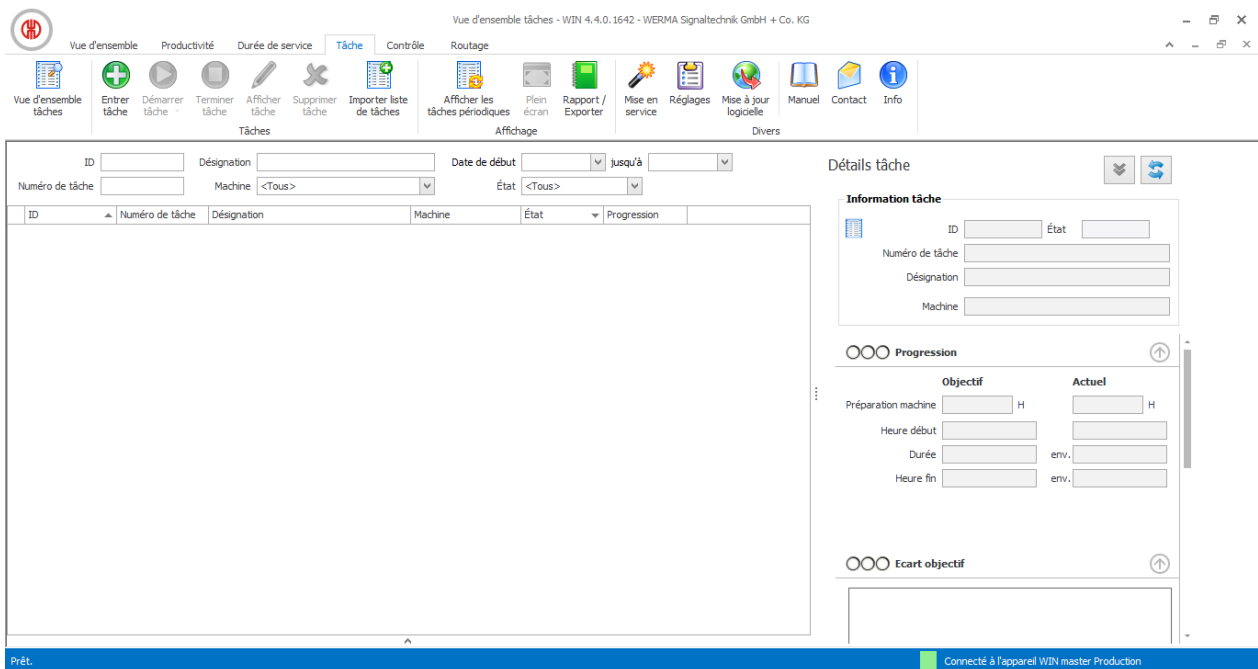 Vue d'ensemble tâches - WIN 4.4.0.1642 - WERMA Signaltechnik GmbH + Co. KG
Vue d'ensemble Productivité Durée de service Tâche Contrôle Routage
Vue d'ensemble tâches
Entrer tâche
Démarrer tâche
Terminer tâche
Afficher tâche
Supprimer tâche
Importer liste de tâches
Afficher les tâches périodiques
Plein écran
Rapport / Exporter
Mise en service
Réglages
Mise à jour logicielle
Manuel
Contact
Info
Tâches Affichage Divers
ID Désignation Date de début jusqu'à
Numéro de tâche Machine <Tous> État <Tous>
ID Numéro de tâche Désignation Machine État Progression
Détails tâche
Information tâche
ID État
Numéro de tâche
Désignation
Machine
Progression
Objectif Actuel
Préparation machine H H
Heure début
Durée env.
Heure fin env.
Ecart objectif
Prêt. Connecté à l'appareil WIN master Production